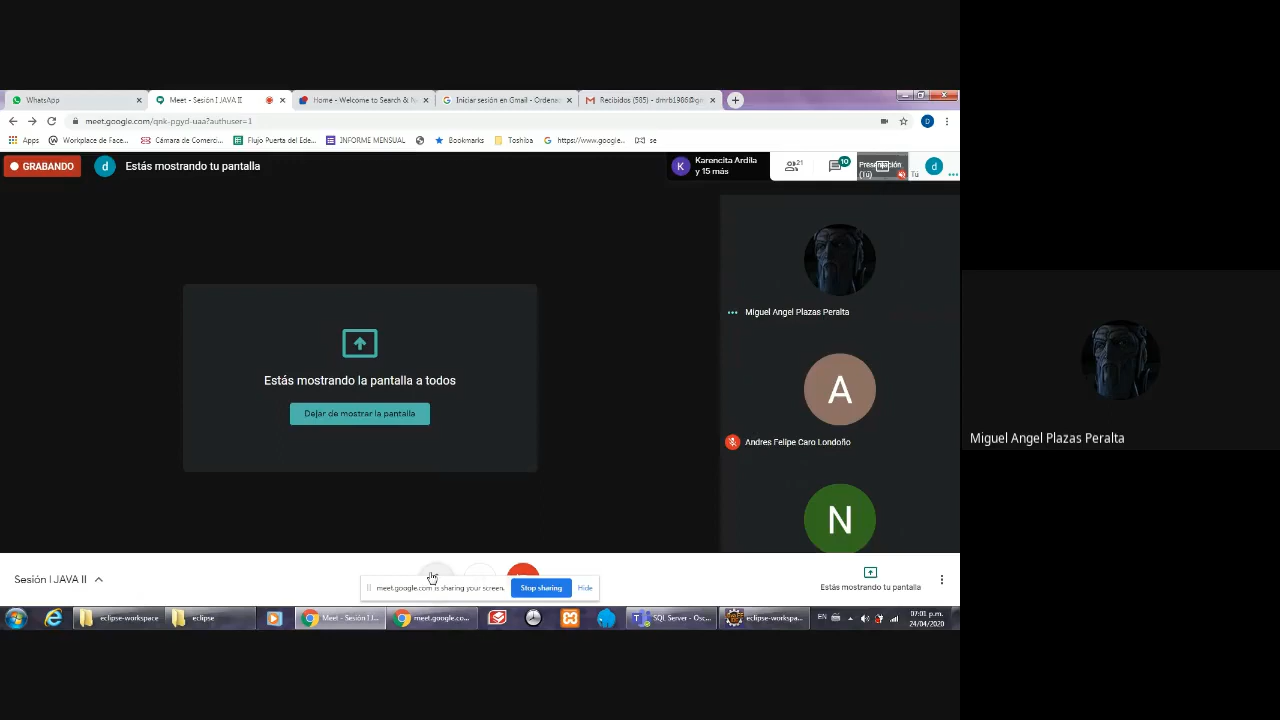 WhatsApp
Meet - Sesión I JAVA II
Home - Welcome to Search & N
Iniciar sesión en Gmail - Ordena
Recibidos (585) - dmrb1986@g
meet.google.com/qnk-pgyd-uaa?authuser=1
D
Apps
Workplace de Face...
Cámara de Comerci...
Flujo Puerta del Ede...
INFORME MENSUAL
Bookmarks
Toshiba
https://www.google...
se
GRABANDO
d
Estás mostrando tu pantalla
K
Karencita Ardila
y 15 más
21
10
Presentación
(Tú)
Tú
d
Miguel Angel Plazas Peralta
Estás mostrando la pantalla a todos
Dejar de mostrar la pantalla
A
Andres Felipe Caro Londoño
Miguel Angel Plazas Peralta
N
Sesión I JAVA II
meet.google.com is sharing your screen.
Stop sharing
Hide
Estás mostrando tu pantalla
eclipse-workspace
eclipse
Meet - Sesión I J...
meet.google.co...
SQL Server - Osc...
eclipse-workspa...
EN
07:01 p.m.
24/04/2020